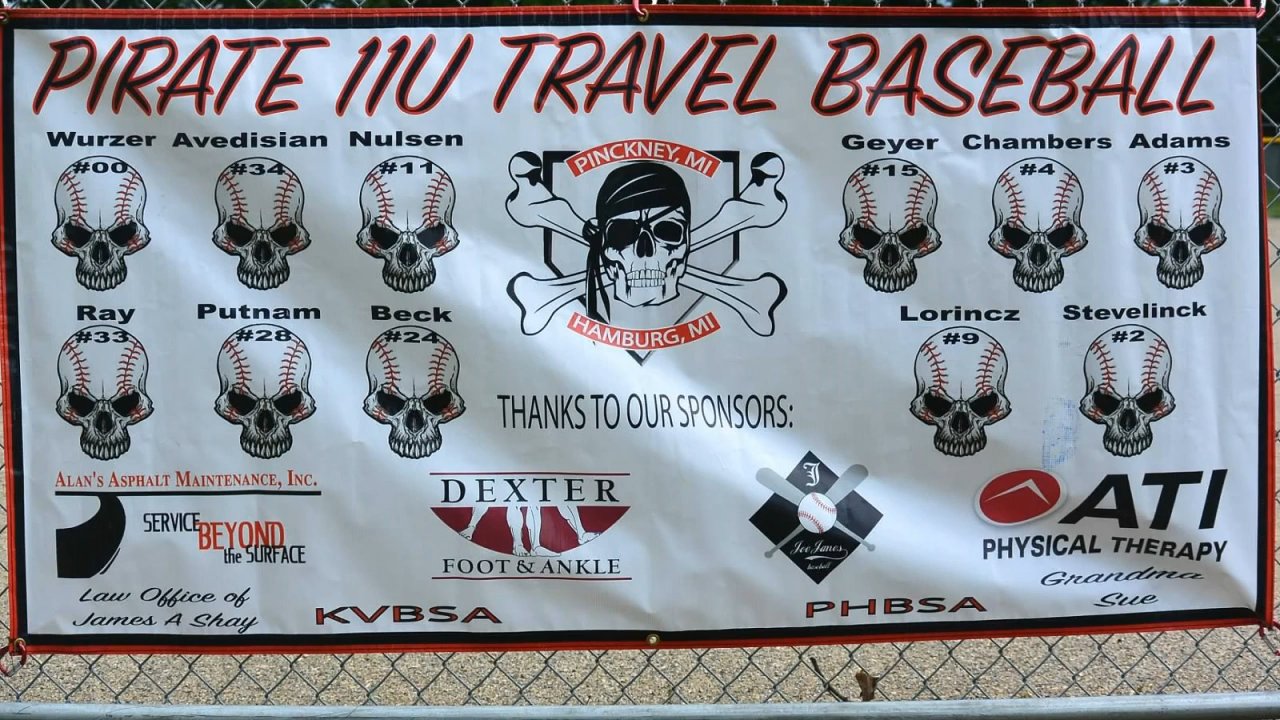 PIRATE 11U TRAVEL BASEBALL
Wurzer Avedisian Nulsen
#00 #34 #11
PINCKNEY, MI
HAMBURG, MI
Geyer Chambers Adams
#15 #4 #3
Ray Putnam Beck
#33 #28 #24
Lorincz Stevelinck
#9 #2
THANKS TO OUR SPONSORS:
ALAN'S ASPHALT MAINTENANCE, INC.
SERVICE
BEYOND
the SURFACE
Law Office of
James A Shay
KVBSA
DEXTER
FOOT & ANKLE
J
Joe Janes
baseball
PHBSA
ATI
PHYSICAL THERAPY
Grandma
Sue